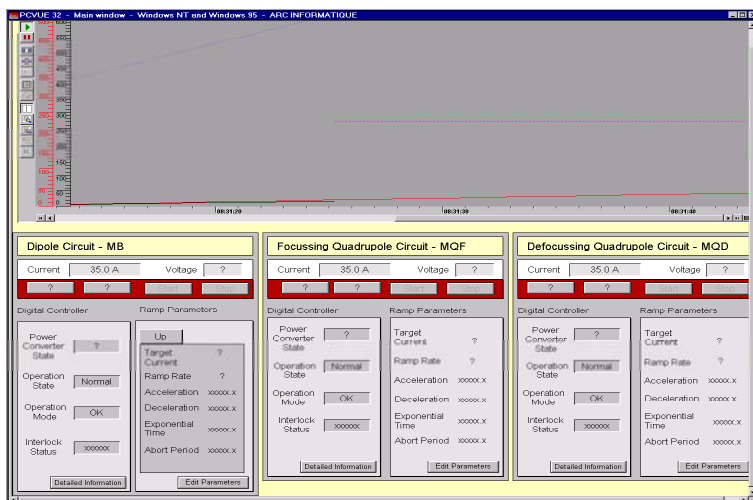 PCVUE 32 - Main window - Windows NT and Windows 95 - ARC INFORMATIQUE
08:31:20 08:31:30 08:31:40
Dipole Circuit - MB
Current 35.0 A Voltage ?
? ? Start Stop
Digital Controller Ramp Parameters
Power Converter State ?
Operation State Normal
Operation Mode OK
Interlock Status xxxxxx
Detailed Information
Up
Target Current ?
Ramp Rate ?
Acceleration xxxxx.x
Deceleration xxxxx.x
Exponential Time xxxxx.x
Abort Period xxxxx.x
Edit Parameters
Focussing Quadrupole Circuit - MQF
Current 35.0 A Voltage ?
? ? Start Stop
Digital Controller Ramp Parameters
Power Converter State ?
Operation State Normal
Operation Mode OK
Interlock Status xxxxxx
Detailed Information
Target Current ?
Ramp Rate ?
Acceleration xxxxx.x
Deceleration xxxxx.x
Exponential Time xxxxx.x
Abort Period xxxxx.x
Edit Parameters
Defocussing Quadrupole Circuit - MQD
Current 35.0 A Voltage ?
? ? Start Stop
Digital Controller Ramp Parameters
Power Converter State ?
Operation State Normal
Operation Mode OK
Interlock Status xxxxxx
Detailed Information
Target Current ?
Ramp Rate ?
Acceleration xxxxx.x
Deceleration xxxxx.x
Exponential Time xxxxx.x
Abort Period xxxxx.x
Edit Parameters